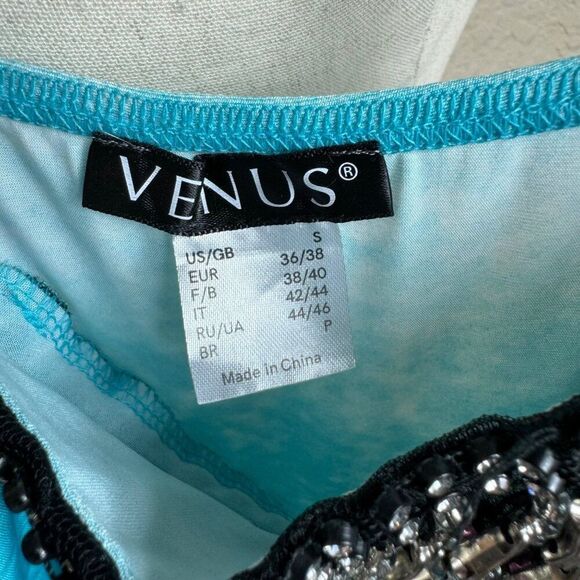 VENUS®
US/GB S
EUR 36/38
F/B 38/40
IT 42/44
RU/UA 44/46
BR P
Made in China